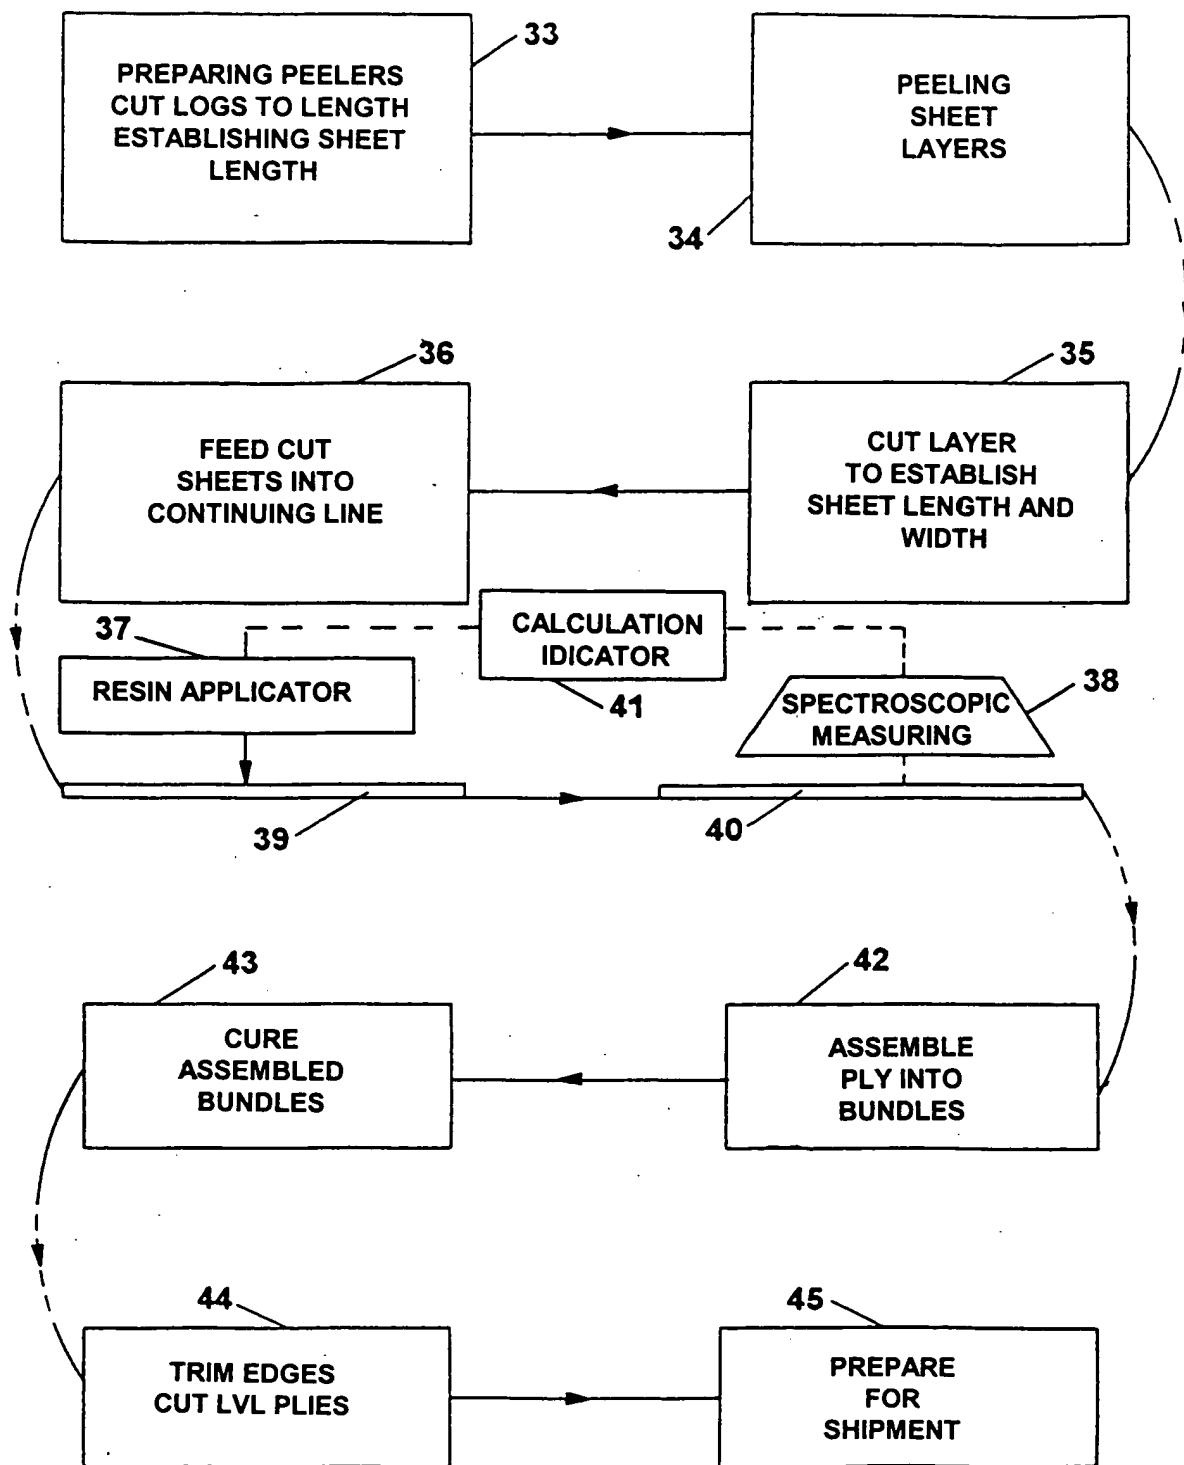 33
PREPARING PEELERS
CUT LOGS TO LENGTH
ESTABLISHING SHEET
LENGTH
PEELING
SHEET
LAYERS
34
36
FEED CUT
SHEETS INTO
CONTINUING LINE
35
CUT LAYER
TO ESTABLISH
SHEET LENGTH AND
WIDTH
37
RESIN APPLICATOR
CALCULATION
IDICATOR
41
SPECTROSCOPIC
MEASURING
38
39
40
43
CURE
ASSEMBLED
BUNDLES
42
ASSEMBLE
PLY INTO
BUNDLES
44
TRIM EDGES
CUT LVL PLIES
45
PREPARE
FOR
SHIPMENT